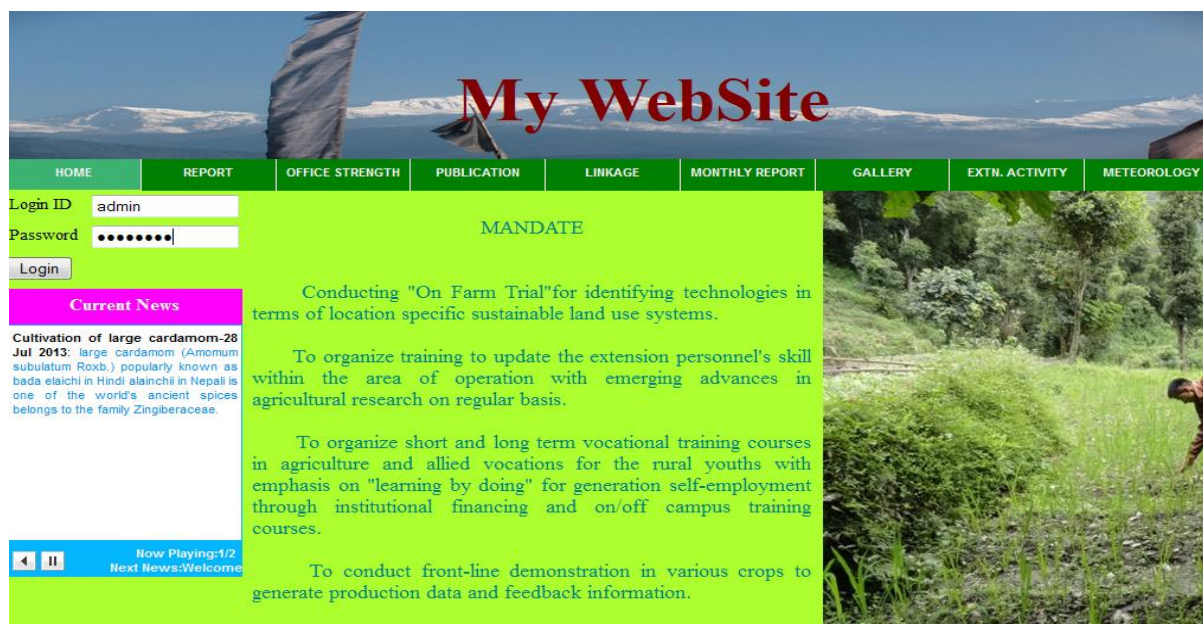 My WebSite
HOME REPORT OFFICE STRENGTH PUBLICATION LINKAGE MONTHLY REPORT GALLERY EXTN. ACTIVITY METEOROLOGY
Login ID admin
Password ••••••••
Login
Current News
Cultivation of large cardamom-28
Jul 2013: large cardamom (Amomum
subulatum Roxb.) popularly known as
bada elaichi in Hindi alainchii in Nepali is
one of the world's ancient spices
belongs to the family Zingiberaceae.
Now Playing:1/2
Next News:Welcome
MANDATE
Conducting "On Farm Trial"for identifying technologies in
terms of location specific sustainable land use systems.
To organize training to update the extension personnel's skill
within the area of operation with emerging advances in
agricultural research on regular basis.
To organize short and long term vocational training courses
in agriculture and allied vocations for the rural youths with
emphasis on "learning by doing" for generation self-employment
through institutional financing and on/off campus training
courses.
To conduct front-line demonstration in various crops to
generate production data and feedback information.